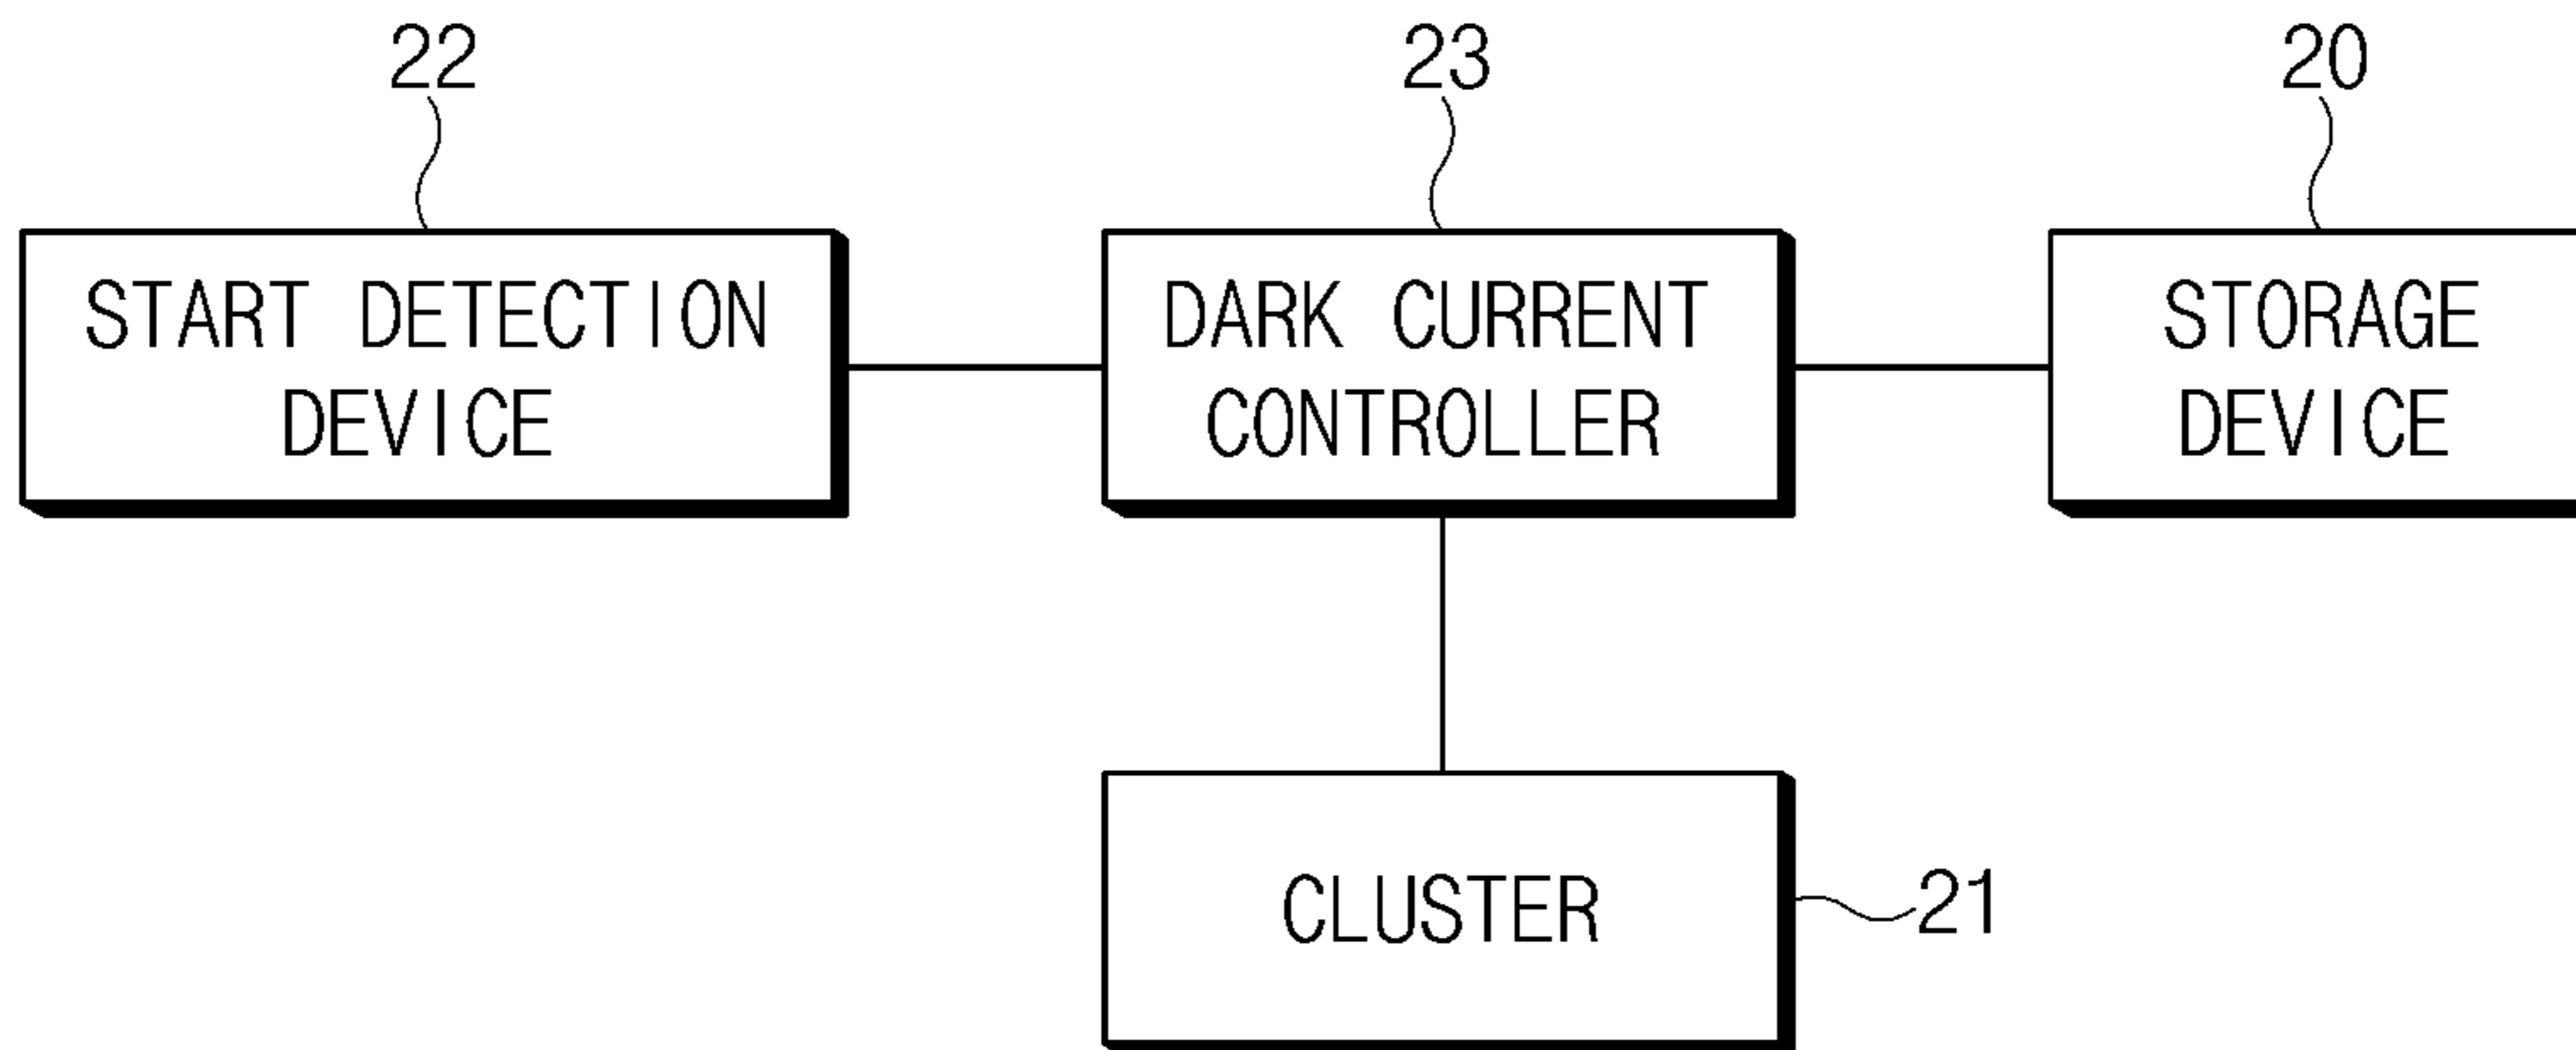 22
23
20
START DETECTION
DEVICE
DARK CURRENT
CONTROLLER
STORAGE
DEVICE
CLUSTER
21